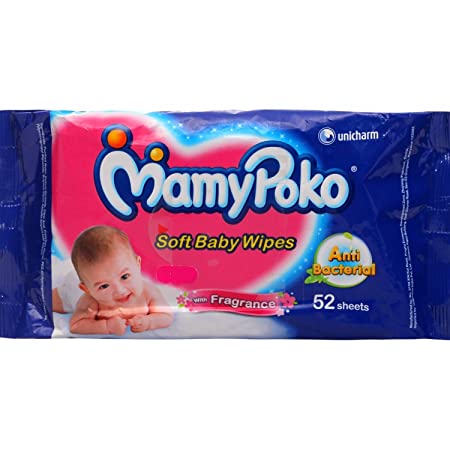 unicharm
MamyPoko®
Soft Baby Wipes
Anti
Bacterial
with Fragrance
52 sheets